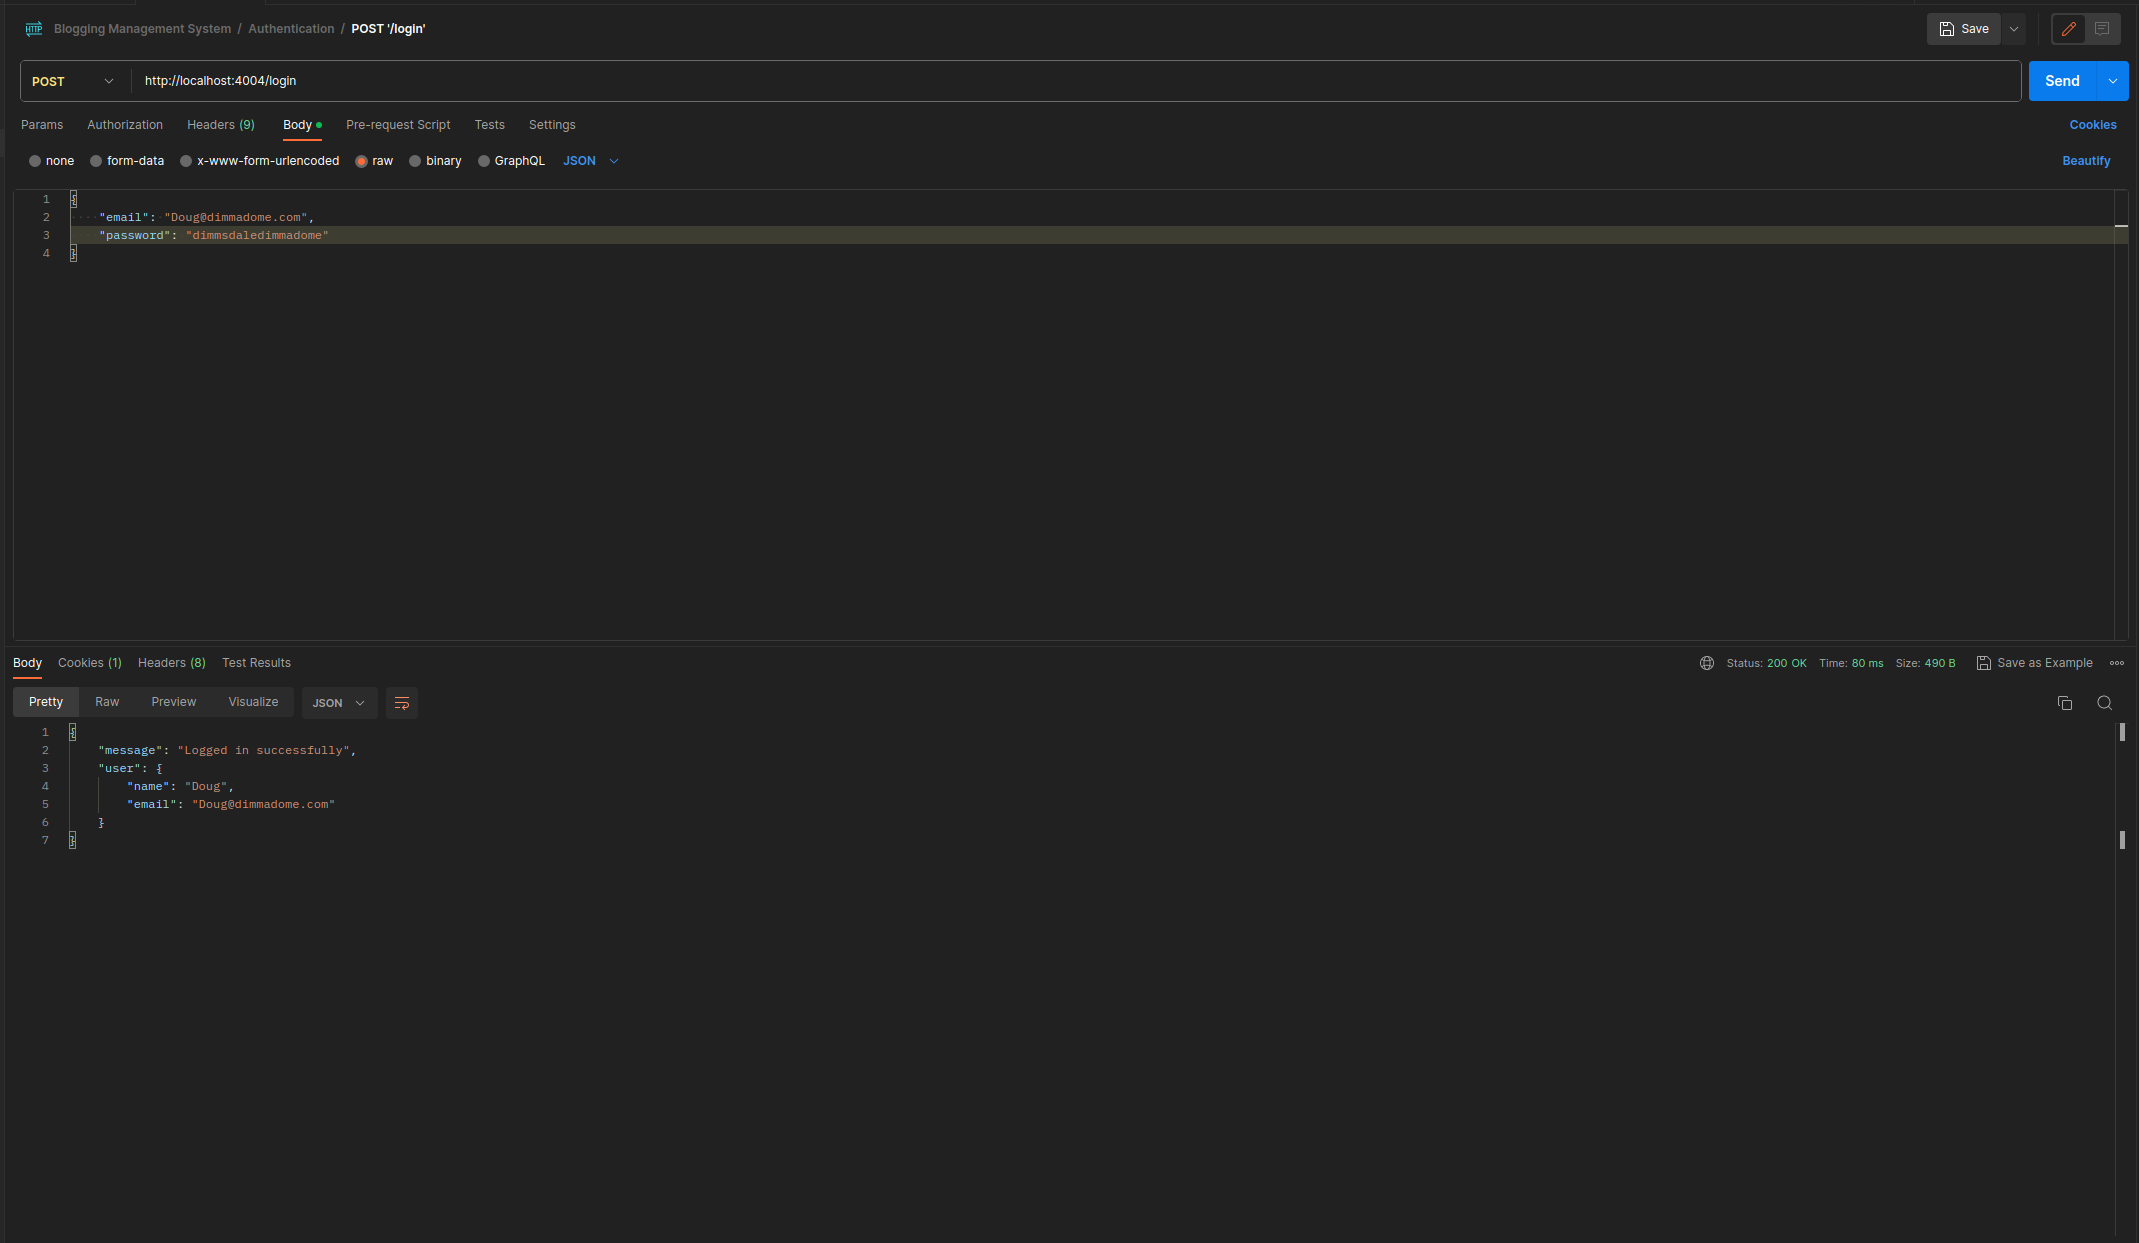 HTTP Blogging Management System / Authentication / POST '/login' Save
POST http://localhost:4004/login Send
Params Authorization Headers (9) Body Pre-request Script Tests Settings Cookies
none form-data x-www-form-urlencoded raw binary GraphQL JSON Beautify
1 {
2 "email": "Doug@dimmadome.com",
3 "password": "dimmsdaledimmadome"
4 }
Body Cookies (1) Headers (8) Test Results Status: 200 OK Time: 80 ms Size: 490 B Save as Example
Pretty Raw Preview Visualize JSON
1 {
2 "message": "Logged in successfully",
3 "user": {
4 "name": "Doug",
5 "email": "Doug@dimmadome.com"
6 }
7 }